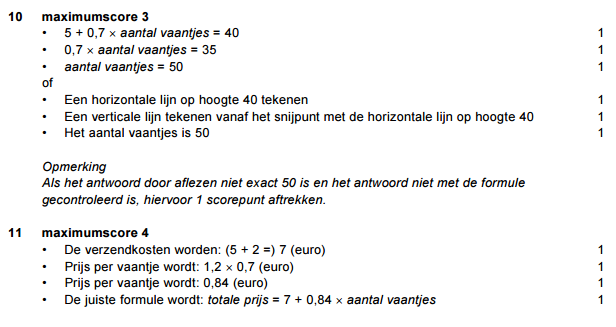 10 maximumscore 3
• 5 + 0,7 × aantal vaantjes = 40 1
• 0,7 × aantal vaantjes = 35 1
• aantal vaantjes = 50 1
of
• Een horizontale lijn op hoogte 40 tekenen 1
• Een verticale lijn tekenen vanaf het snijpunt met de horizontale lijn op hoogte 40 1
• Het aantal vaantjes is 50 1
Opmerking
Als het antwoord door aflezen niet exact 50 is en het antwoord niet met de formule
gecontroleerd is, hiervoor 1 scorepunt aftrekken.
11 maximumscore 4
• De verzendkosten worden: (5 + 2 =) 7 (euro) 1
• Prijs per vaantje wordt: 1,2 × 0,7 (euro) 1
• Prijs per vaantje wordt: 0,84 (euro) 1
• De juiste formule wordt: totale prijs = 7 + 0,84 × aantal vaantjes 1